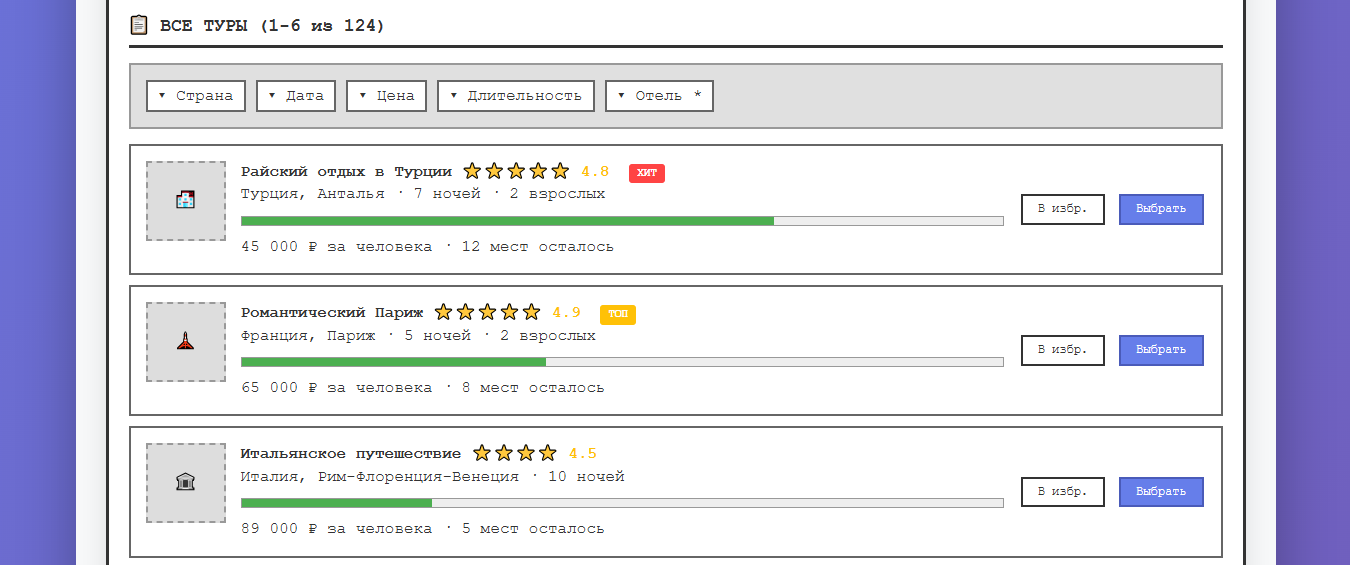 ВСЕ ТУРЫ (1-6 из 124)
▼ Страна ▼ Дата ▼ Цена ▼ Длительность ▼ Отель *
Райский отдых в Турции ⭐⭐⭐⭐⭐ 4.8 ХИТ
Турция, Анталья · 7 ночей · 2 взрослых
В избр. Выбрать
45 000 ₽ за человека · 12 мест осталось
Романтический Париж ⭐⭐⭐⭐⭐ 4.9 ТОП
Франция, Париж · 5 ночей · 2 взрослых
В избр. Выбрать
65 000 ₽ за человека · 8 мест осталось
Итальянское путешествие ⭐⭐⭐⭐ 4.5
Италия, Рим-Флоренция-Венеция · 10 ночей
В избр. Выбрать
89 000 ₽ за человека · 5 мест осталось